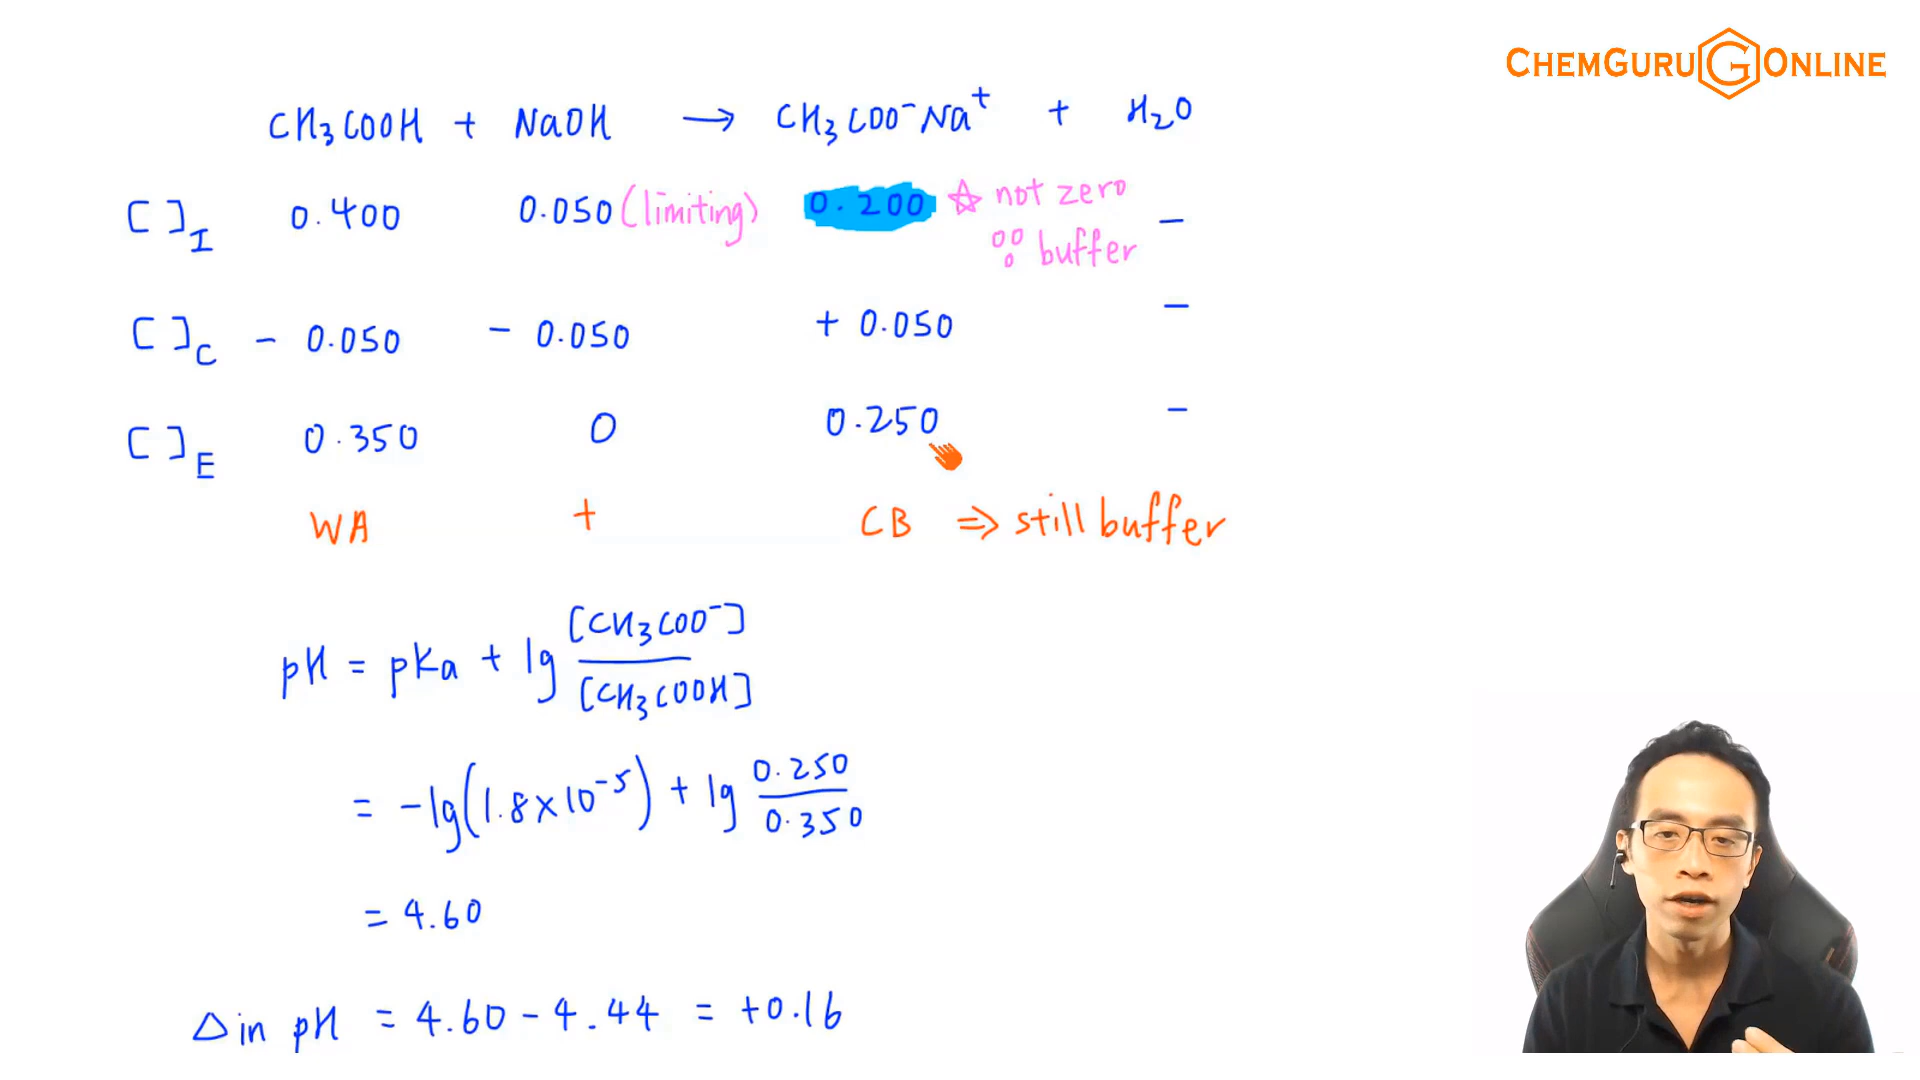 CHEMGURU G ONLINE
CH₃COOH + NaOH → CH₃COO⁻Na⁺ + H₂O
[ ]I 0.400 0.050 (limiting) 0.200 ☆ not zero –
∴ buffer
[ ]C – 0.050 – 0.050 + 0.050 –
[ ]E 0.350 0 0.250 –
WA + CB ⇒ still buffer
pH = pKa + lg [CH₃COO⁻] / [CH₃COOH]
= –lg(1.8×10⁻⁵) + lg 0.250 / 0.350
= 4.60
Δ in pH = 4.60 – 4.44 = +0.16